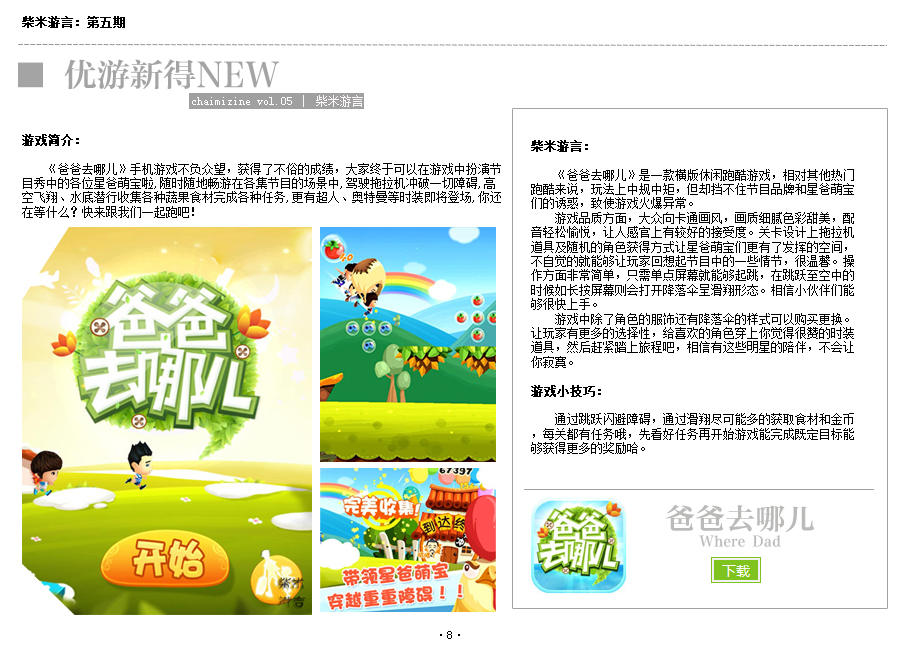 柴米游言：第五期
优游新得NEW
chaimizine vol.05 | 柴米游言
游戏简介：
《爸爸去哪儿》手机游戏不负众望，获得了不俗的成绩，大家终于可以在游戏中扮演节
目秀中的各位星爸萌宝啦,随时随地畅游在各集节目的场景中,驾驶拖拉机冲破一切障碍,高
空飞翔、水底潜行收集各种蔬果食材完成各种任务,更有超人、奥特曼等时装即将登场,你还
在等什么？快来跟我们一起跑吧！
爸爸
去哪儿
开始
柴米
游言
40
67397
完美收集！
到达终
带领星爸萌宝
穿越重重障碍！！
柴米游言：
《爸爸去哪儿》是一款横版休闲跑酷游戏，相对其他热门
跑酷来说，玩法上中规中矩，但却挡不住节目品牌和星爸萌宝
们的诱惑，致使游戏火爆异常。
游戏品质方面，大众向卡通画风，画质细腻色彩甜美，配
音轻松愉悦，让人感官上有较好的接受度。关卡设计上拖拉机
道具及随机的角色获得方式让星爸萌宝们更有了发挥的空间，
不自觉的就能够让玩家回想起节目中的一些情节，很温馨。操
作方面非常简单，只需单点屏幕就能够起跳，在跳跃至空中的
时候如长按屏幕则会打开降落伞呈滑翔形态。相信小伙伴们能
够很快上手。
游戏中除了角色的服饰还有降落伞的样式可以购买更换。
让玩家有更多的选择性，给喜欢的角色穿上你觉得很赞的时装
道具，然后赶紧踏上旅程吧，相信有这些明星的陪伴，不会让
你寂寞。
游戏小技巧：
通过跳跃闪避障碍，通过滑翔尽可能多的获取食材和金币
，每关都有任务哦，先看好任务再开始游戏能完成既定目标能
够获得更多的奖励哈。
爸爸
去哪儿
爸爸去哪儿
Where Dad
下载
·8·